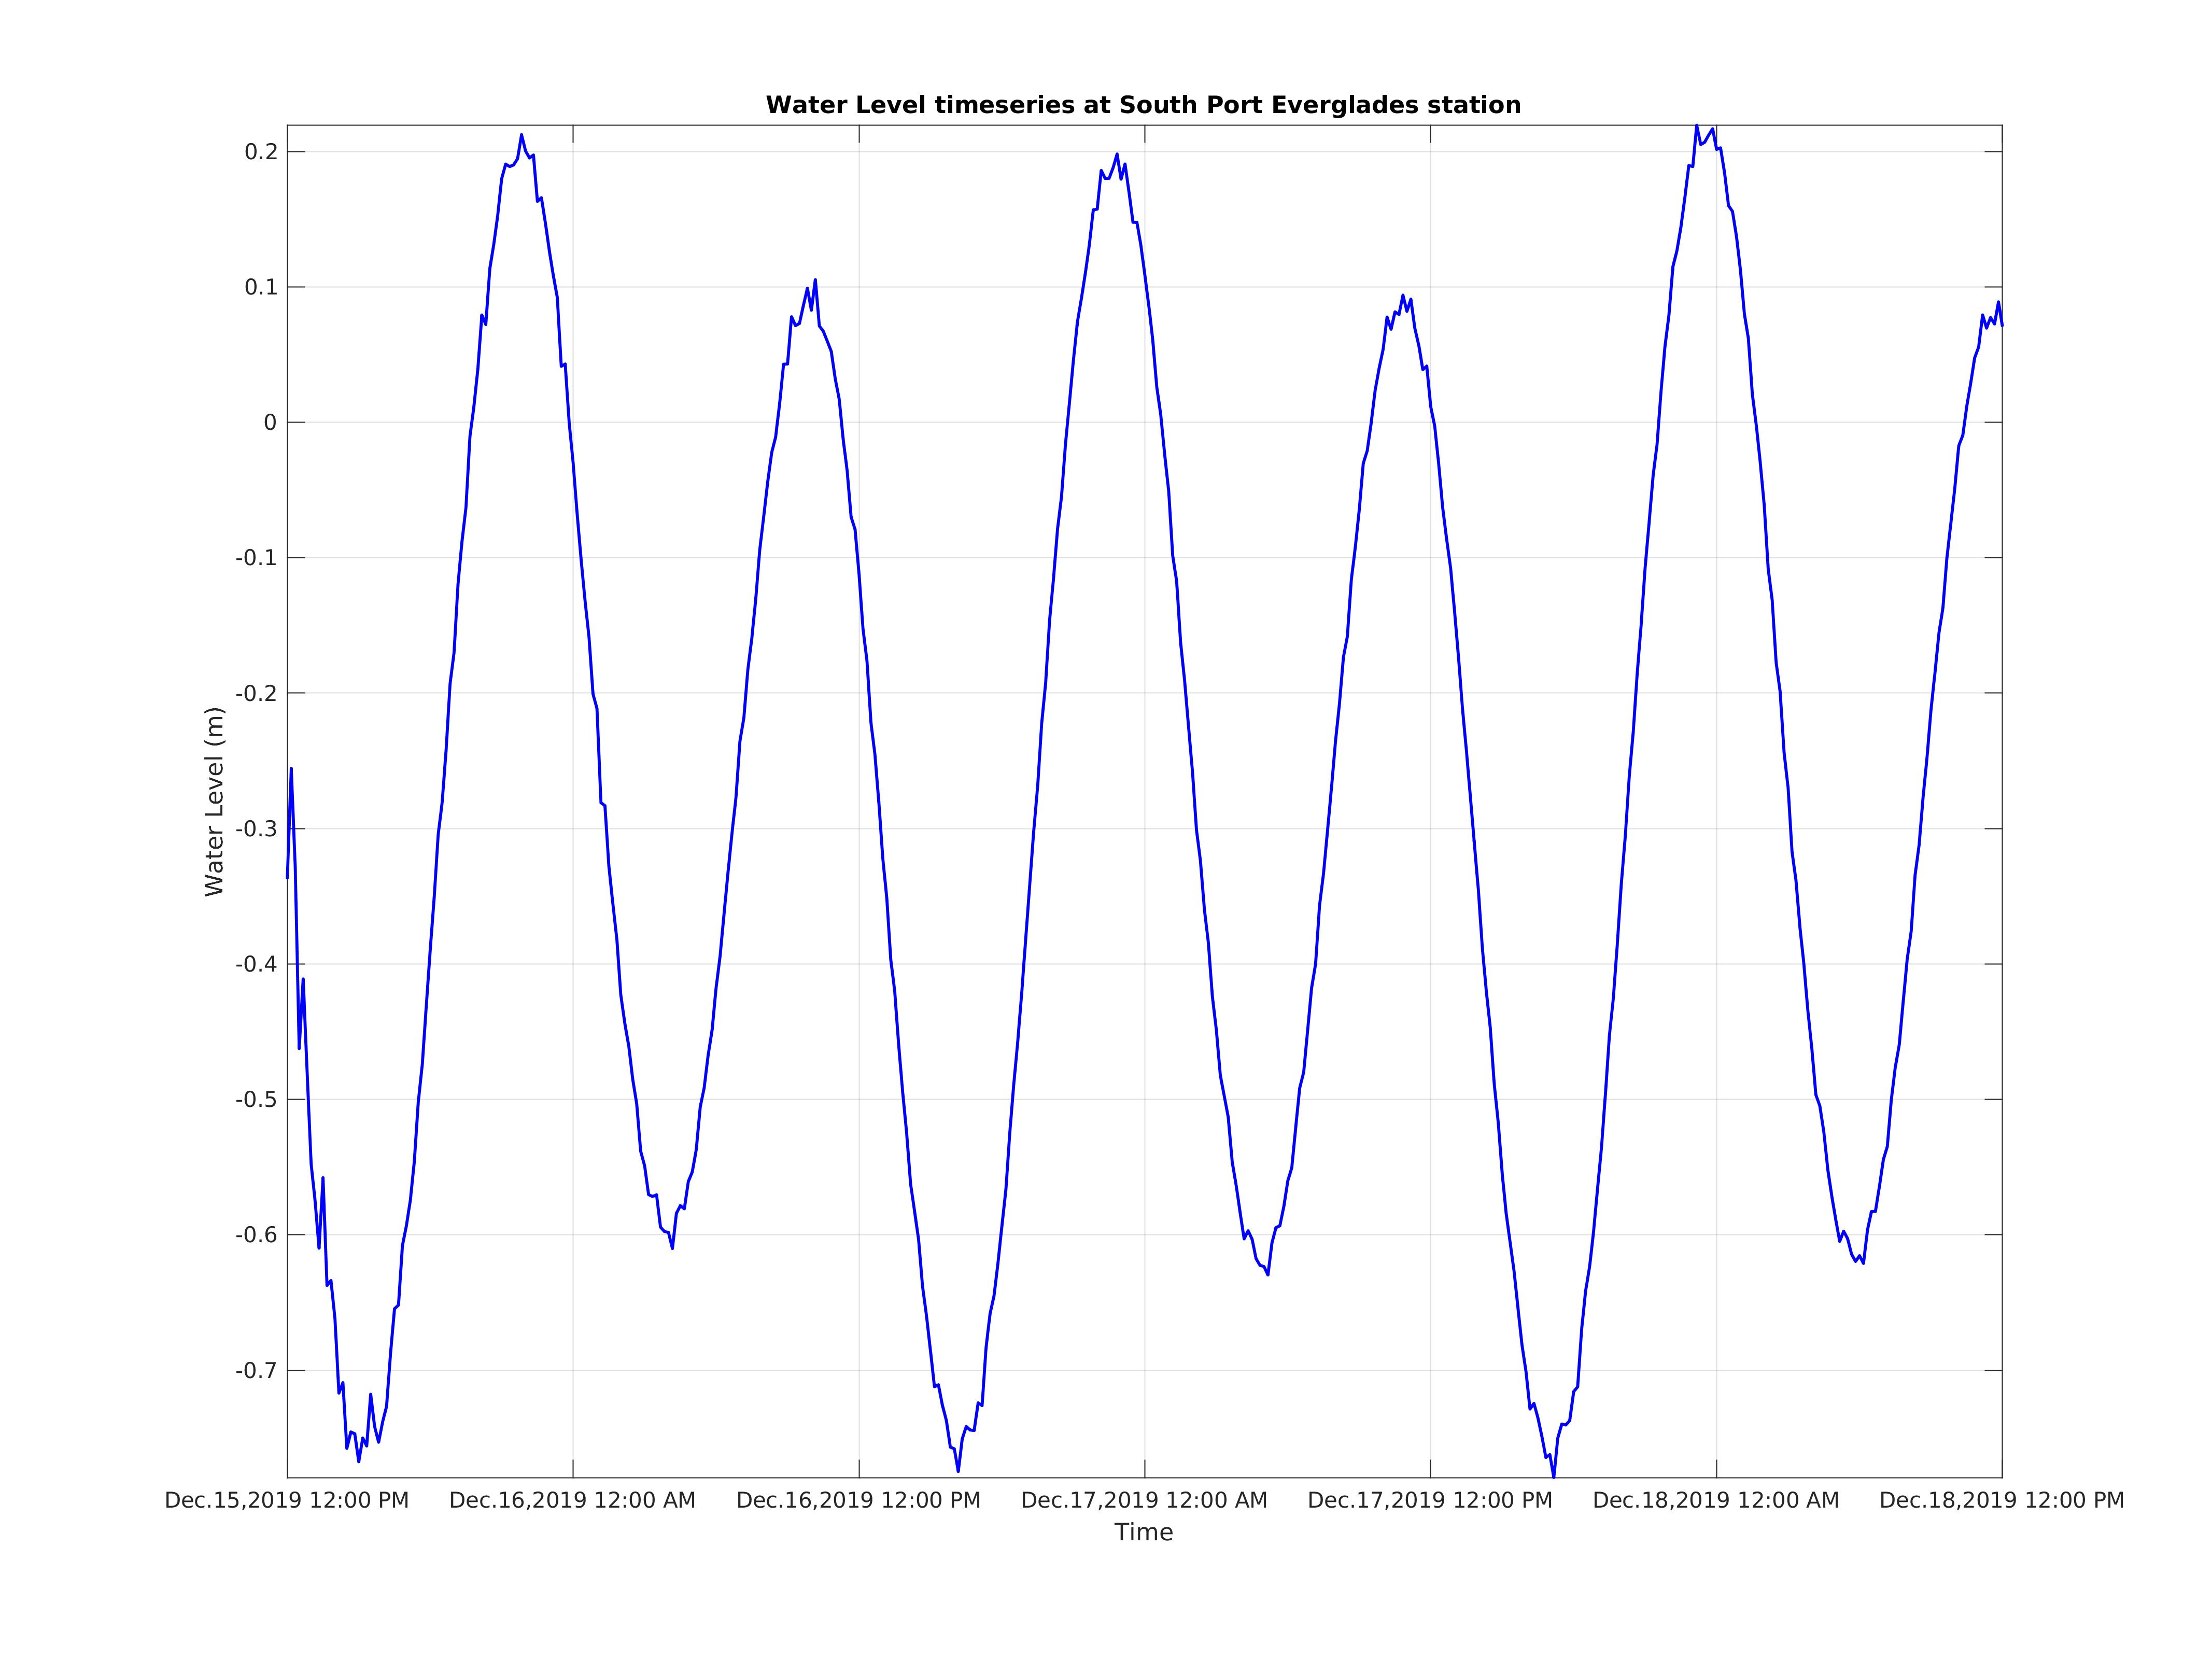 Water Level timeseries at South Port Everglades station
0.2
0.1
0
-0.1
-0.2
-0.3
-0.4
-0.5
-0.6
-0.7
Water Level (m)
Dec.15,2019 12:00 PM Dec.16,2019 12:00 AM Dec.16,2019 12:00 PM Dec.17,2019 12:00 AM Dec.17,2019 12:00 PM Dec.18,2019 12:00 AM Dec.18,2019 12:00 PM
Time